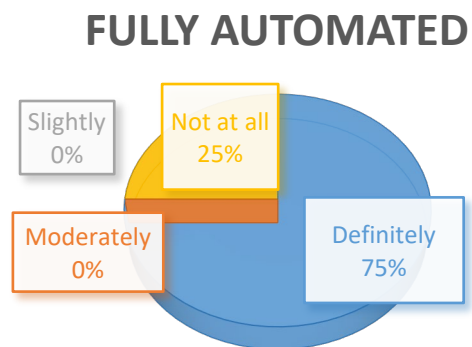 FULLY AUTOMATED
Slightly
0%
Not at all
25%
Moderately
0%
Definitely
75%